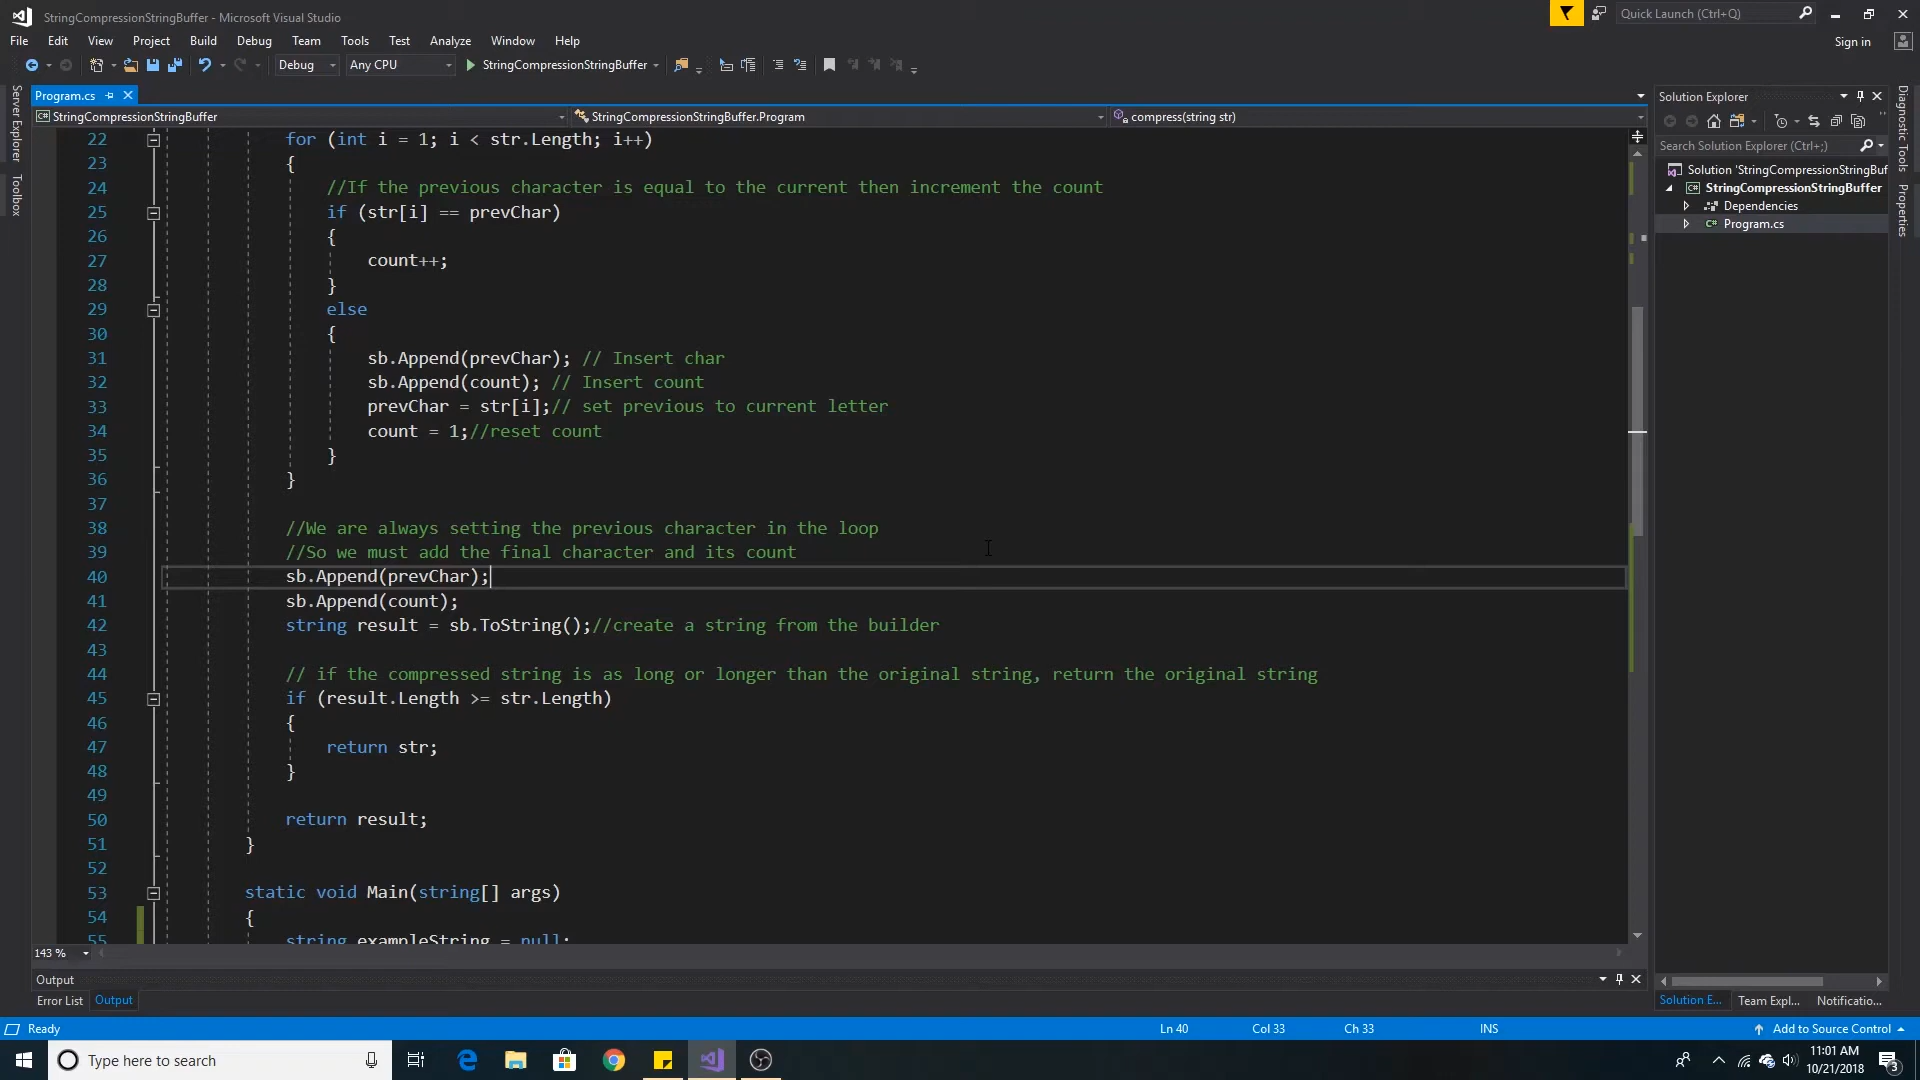 StringCompressionStringBuffer - Microsoft Visual Studio
Quick Launch (Ctrl+Q)
File Edit View Project Build Debug Team Tools Test Analyze Window Help
Sign in
Debug Any CPU StringCompressionStringBuffer
Server Explorer
Toolbox
Program.cs
StringCompressionStringBuffer StringCompressionStringBuffer.Program compress(string str)
22 for (int i = 1; i < str.Length; i++)
23 {
24 //If the previous character is equal to the current then increment the count
25 if (str[i] == prevChar)
26 {
27 count++;
28 }
29 else
30 {
31 sb.Append(prevChar); // Insert char
32 sb.Append(count); // Insert count
33 prevChar = str[i];// set previous to current letter
34 count = 1;//reset count
35 }
36 }
37
38 //We are always setting the previous character in the loop
39 //So we must add the final character and its count
40 sb.Append(prevChar);
41 sb.Append(count);
42 string result = sb.ToString();//create a string from the builder
43
44 // if the compressed string is as long or longer than the original string, return the original string
45 if (result.Length >= str.Length)
46 {
47 return str;
48 }
49
50 return result;
51 }
52
53 static void Main(string[] args)
54 {
55 string exampleString = null;
143 %
Output
Error List Output
Solution Explorer
Search Solution Explorer (Ctrl+;)
Solution 'StringCompressionStringBuf
StringCompressionStringBuffer
Dependencies
C# Program.cs
Solution E... Team Expl... Notificatio...
Diagnostic Tools
Properties
Ready Ln 40 Col 33 Ch 33 INS Add to Source Control
Type here to search
11:01 AM
10/21/2018
3